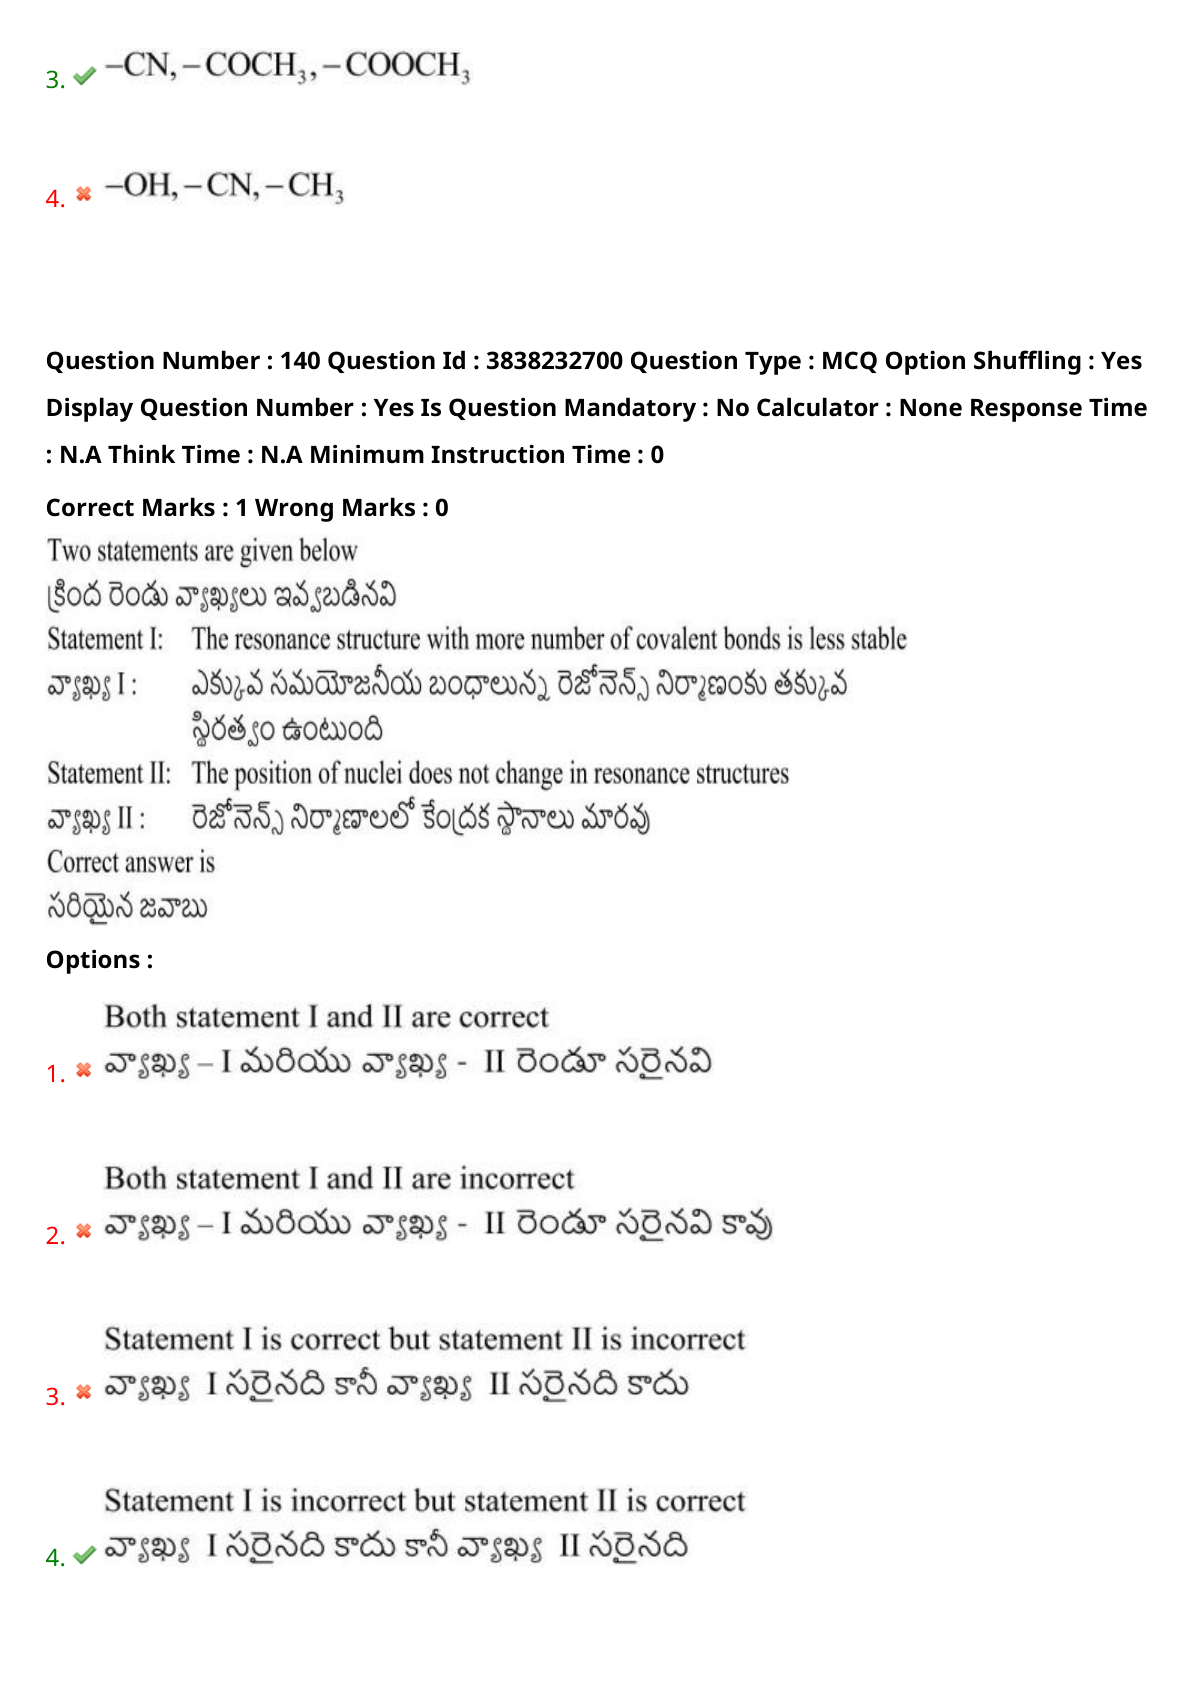 3. –CN, – COCH₃, – COOCH₃
4. –OH, – CN, – CH₃
Question Number : 140 Question Id : 3838232700 Question Type : MCQ Option Shuffling : Yes
Display Question Number : Yes Is Question Mandatory : No Calculator : None Response Time
: N.A Think Time : N.A Minimum Instruction Time : 0
Correct Marks : 1 Wrong Marks : 0
Two statements are given below
క్రింద రెండు వ్యాఖ్యలు ఇవ్వబడినవి
Statement I: The resonance structure with more number of covalent bonds is less stable
వ్యాఖ్య I : ఎక్కువ సమయోజనీయ బంధాలున్న రెజోనెన్స్ నిర్మాణంకు తక్కువ
స్థిరత్వం ఉంటుంది
Statement II: The position of nuclei does not change in resonance structures
వ్యాఖ్య II : రెజోనెన్స్ నిర్మాణాలలో కేంద్రక స్థానాలు మారవు
Correct answer is
సరియైన జవాబు
Options :
Both statement I and II are correct
1. వ్యాఖ్య – I మరియు వ్యాఖ్య - II రెండూ సరైనవి
Both statement I and II are incorrect
2. వ్యాఖ్య – I మరియు వ్యాఖ్య - II రెండూ సరైనవి కావు
Statement I is correct but statement II is incorrect
3. వ్యాఖ్య I సరైనది కానీ వ్యాఖ్య II సరైనది కాదు
Statement I is incorrect but statement II is correct
4. వ్యాఖ్య I సరైనది కాదు కానీ వ్యాఖ్య II సరైనది